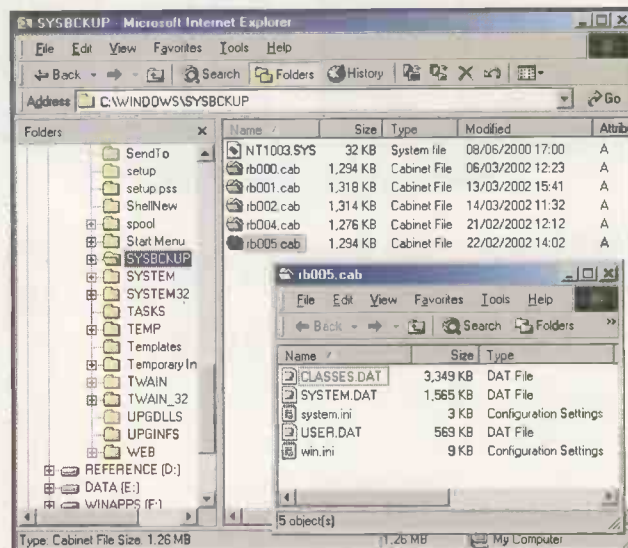 SYSBCKUP - Microsoft Internet Explorer
File Edit View Favorites Tools Help
Back Search Folders History
Address C:\WINDOWS\SYSBCKUP Go
Folders
SendTo
setup
setup.pss
ShellNew
spool
Start Menu
SYSBCKUP
SYSTEM
SYSTEM32
TASKS
TEMP
Templates
Temporary In
TWAIN
TWAIN_32
UPGDLLS
UPGINFS
WEB
REFERENCE (D:)
DATA (E:)
WINAPPS (F:)
Name Size Type Modified Attrib
NT1003.SYS 32 KB System file 08/06/2000 17:00 A
rb000.cab 1,294 KB Cabinet File 06/03/2002 12:23 A
rb001.cab 1,318 KB Cabinet File 13/03/2002 15:41 A
rb002.cab 1,314 KB Cabinet File 14/03/2002 11:32 A
rb004.cab 1,276 KB Cabinet File 21/02/2002 12:12 A
rb005.cab 1,294 KB Cabinet File 22/02/2002 14:02 A
rb005.cab
File Edit View Favorites Tools Help
Back Search Folders »
Name Size Type
CLASSES.DAT 3,349 KB DAT File
SYSTEM.DAT 1,565 KB DAT File
system.ini 3 KB Configuration Settings
USER.DAT 569 KB DAT File
win.ini 9 KB Configuration Settings
5 object(s)
Type: Cabinet File Size: 1.26 MB 1.26 MB My Computer